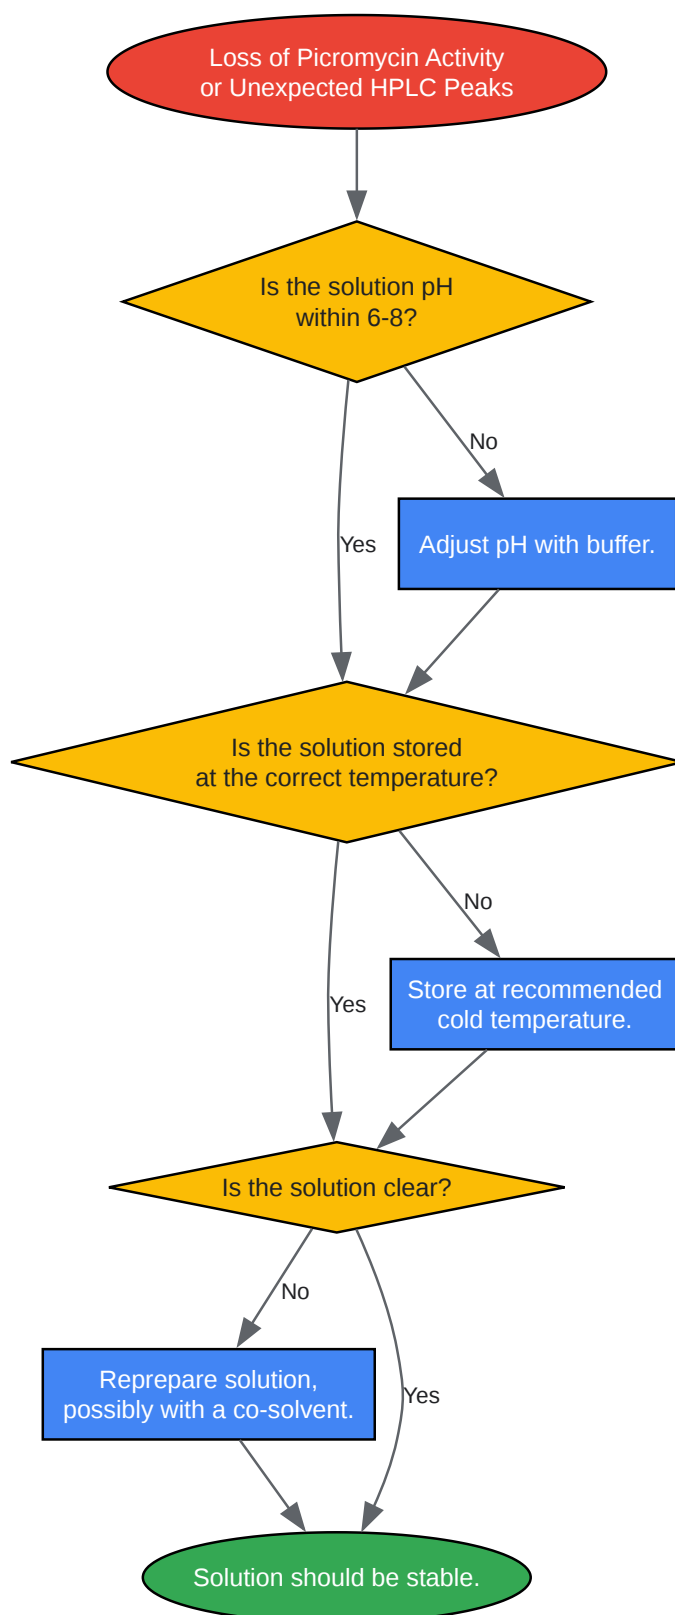 Loss of Picromycin Activity
or Unexpected HPLC Peaks
Is the solution pH
within 6-8?
No
Yes
Adjust pH with buffer.
Is the solution stored
at the correct temperature?
No
Yes
Store at recommended
cold temperature.
Is the solution clear?
No
Reprepare solution,
possibly with a co-solvent.
Yes
Solution should be stable.